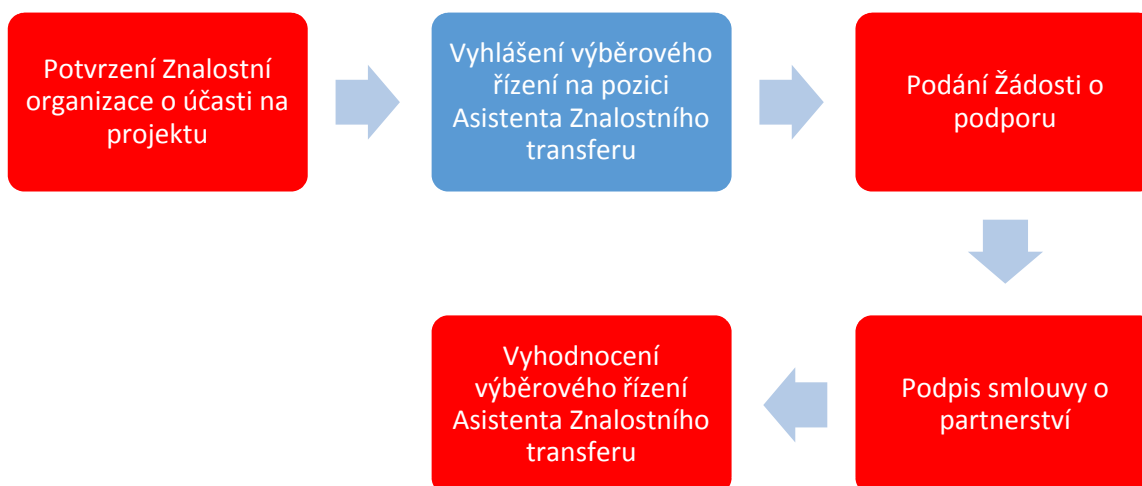 Potvrzení Znalostní
organizace o účasti na
projektu
Vyhlášení výběrového
řízení na pozici
Asistenta Znalostního
transferu
Podání Žádosti o
podporu
Podpis smlouvy o
partnerství
Vyhodnocení
výběrového řízení
Asistenta Znalostního
transferu